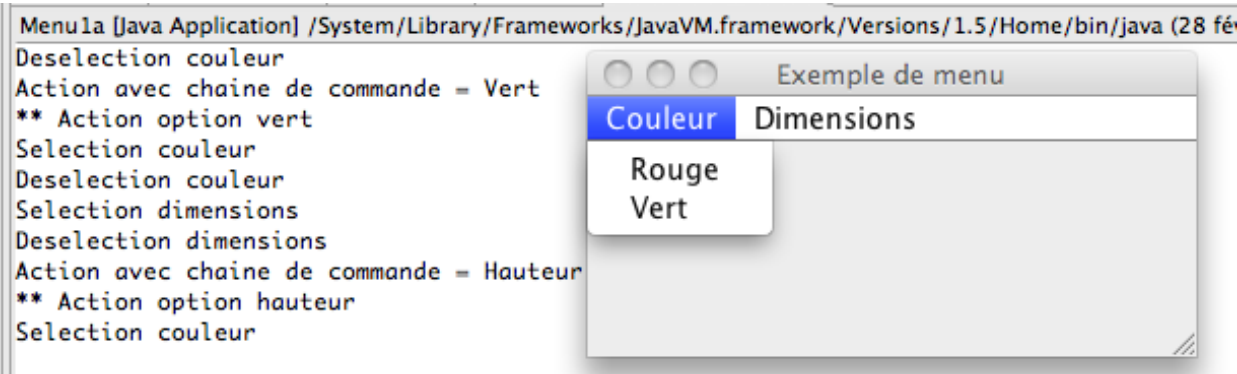 Menu1a [Java Application] /System/Library/Frameworks/JavaVM.framework/Versions/1.5/Home/bin/java (28 fé
Deselection couleur
Action avec chaine de commande = Vert
** Action option vert
Selection couleur
Deselection couleur
Selection dimensions
Deselection dimensions
Action avec chaine de commande = Hauteur
** Action option hauteur
Selection couleur
Exemple de menu
Couleur Dimensions
Rouge
Vert